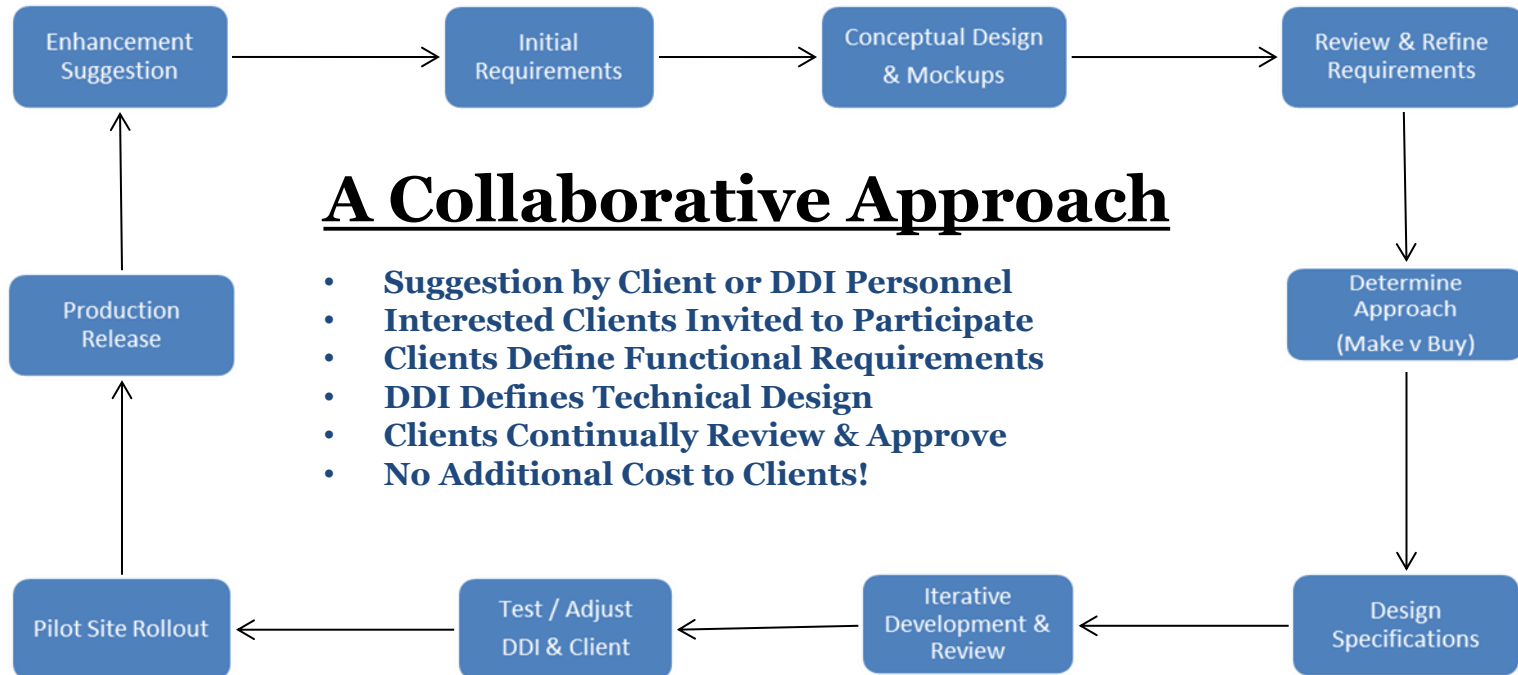 Enhancement
Suggestion
Initial
Requirements
Conceptual Design
& Mockups
Review & Refine
Requirements
A Collaborative Approach
• Suggestion by Client or DDI Personnel
• Interested Clients Invited to Participate
• Clients Define Functional Requirements
• DDI Defines Technical Design
• Clients Continually Review & Approve
• No Additional Cost to Clients!
Production
Release
Determine
Approach
(Make v Buy)
Pilot Site Rollout
Test / Adjust
DDI & Client
Iterative
Development &
Review
Design
Specifications